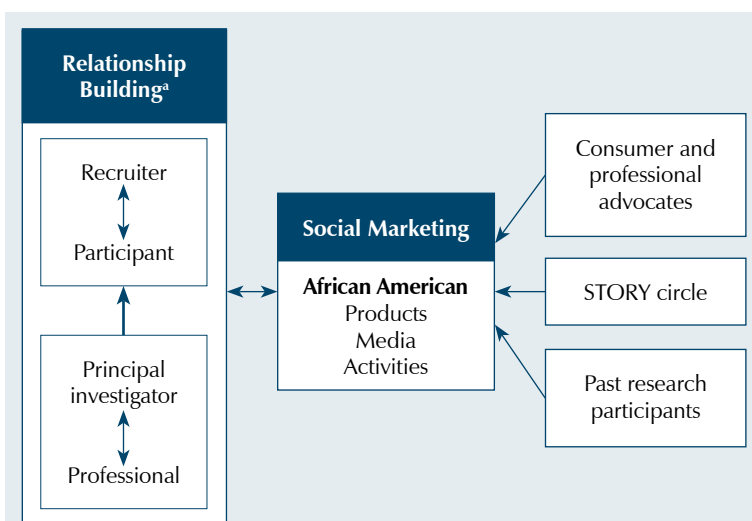 Relationship
Buildingᵃ
Recruiter
Participant
Principal
investigator
Professional
Social Marketing
African American
Products
Media
Activities
Consumer and
professional
advocates
STORY circle
Past research
participants